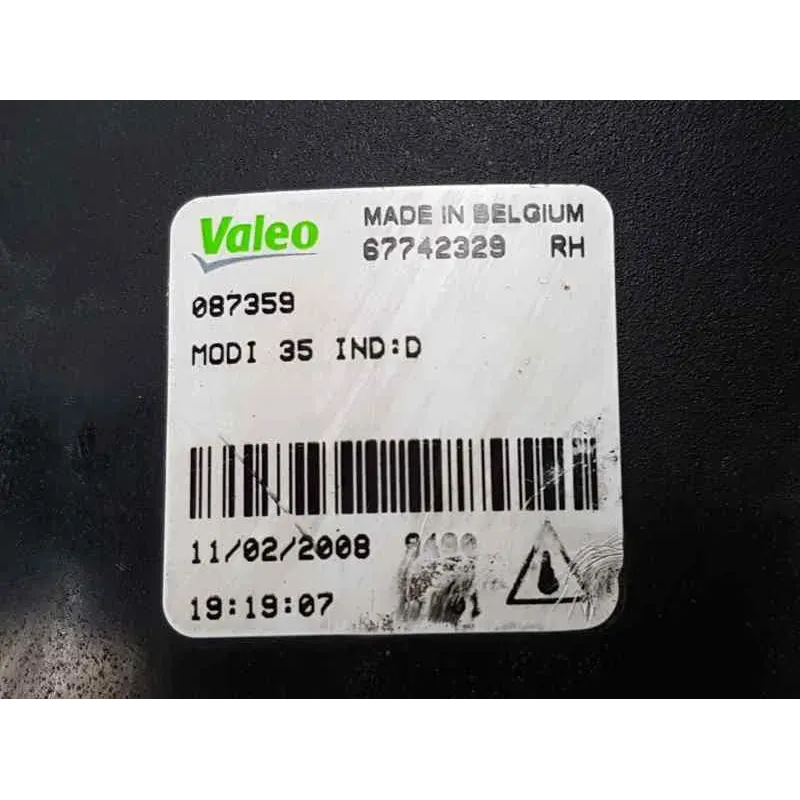 Valeo
MADE IN BELGIUM
67742329 RH
087359
MODI 35 IND:D
11/02/2008
19:19:07